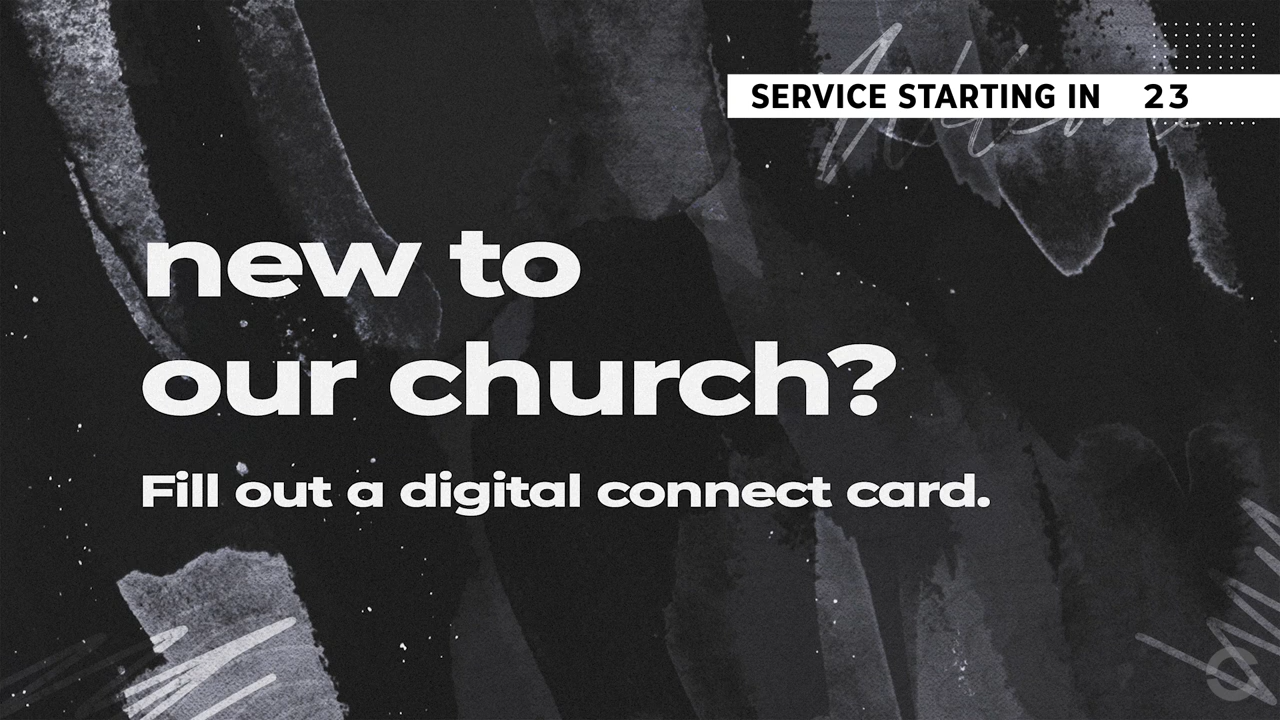 SERVICE STARTING IN 23
new to
our church?
Fill out a digital connect card.